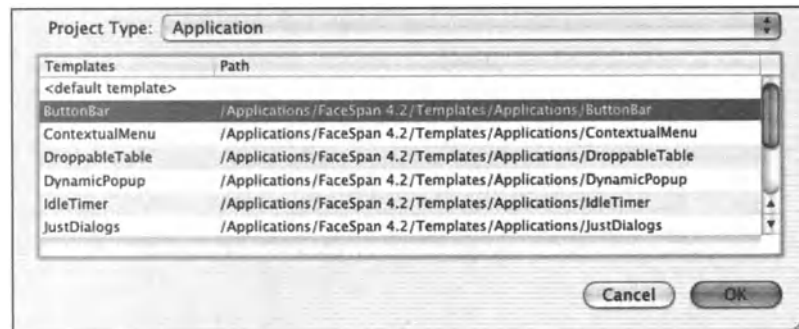 Project Type: Application
Templates Path
<default template>
ButtonBar /Applications/FaceSpan 4.2/Templates/Applications/ButtonBar
ContextualMenu /Applications/FaceSpan 4.2/Templates/Applications/ContextualMenu
DroppableTable /Applications/FaceSpan 4.2/Templates/Applications/DroppableTable
DynamicPopup /Applications/FaceSpan 4.2/Templates/Applications/DynamicPopup
IdleTimer /Applications/FaceSpan 4.2/Templates/Applications/IdleTimer
JustDialogs /Applications/FaceSpan 4.2/Templates/Applications/JustDialogs
Cancel OK